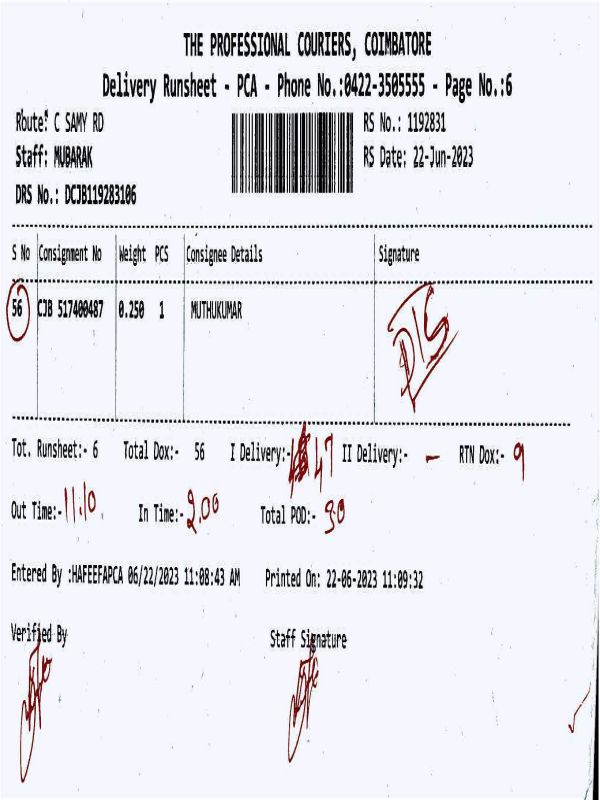 THE PROFESSIONAL COURIERS, COIMBATORE
Delivery Runsheet - PCA - Phone No.:0422-3505555 - Page No.:6
Route: C SAMY RD RS No.: 1192831
Staff: MUBARAK RS Date: 22-Jun-2023
DRS No.: DCJB119283106
S No Consignment No Weight PCS Consignee Details Signature
56 CJB 517400487 0.250 1 MUTHUKUMAR D/S
Tot. Runsheet:- 6 Total Dox:- 56 I Delivery:- 47 II Delivery:- - RTN Dox:- 9
Out Time:- 11.10 In Time:- 2.00 Total POD:- 30
Entered By :HAFEEFAPCA 06/22/2023 11:08:43 AM Printed On: 22-06-2023 11:09:32
Verified By Staff Signature